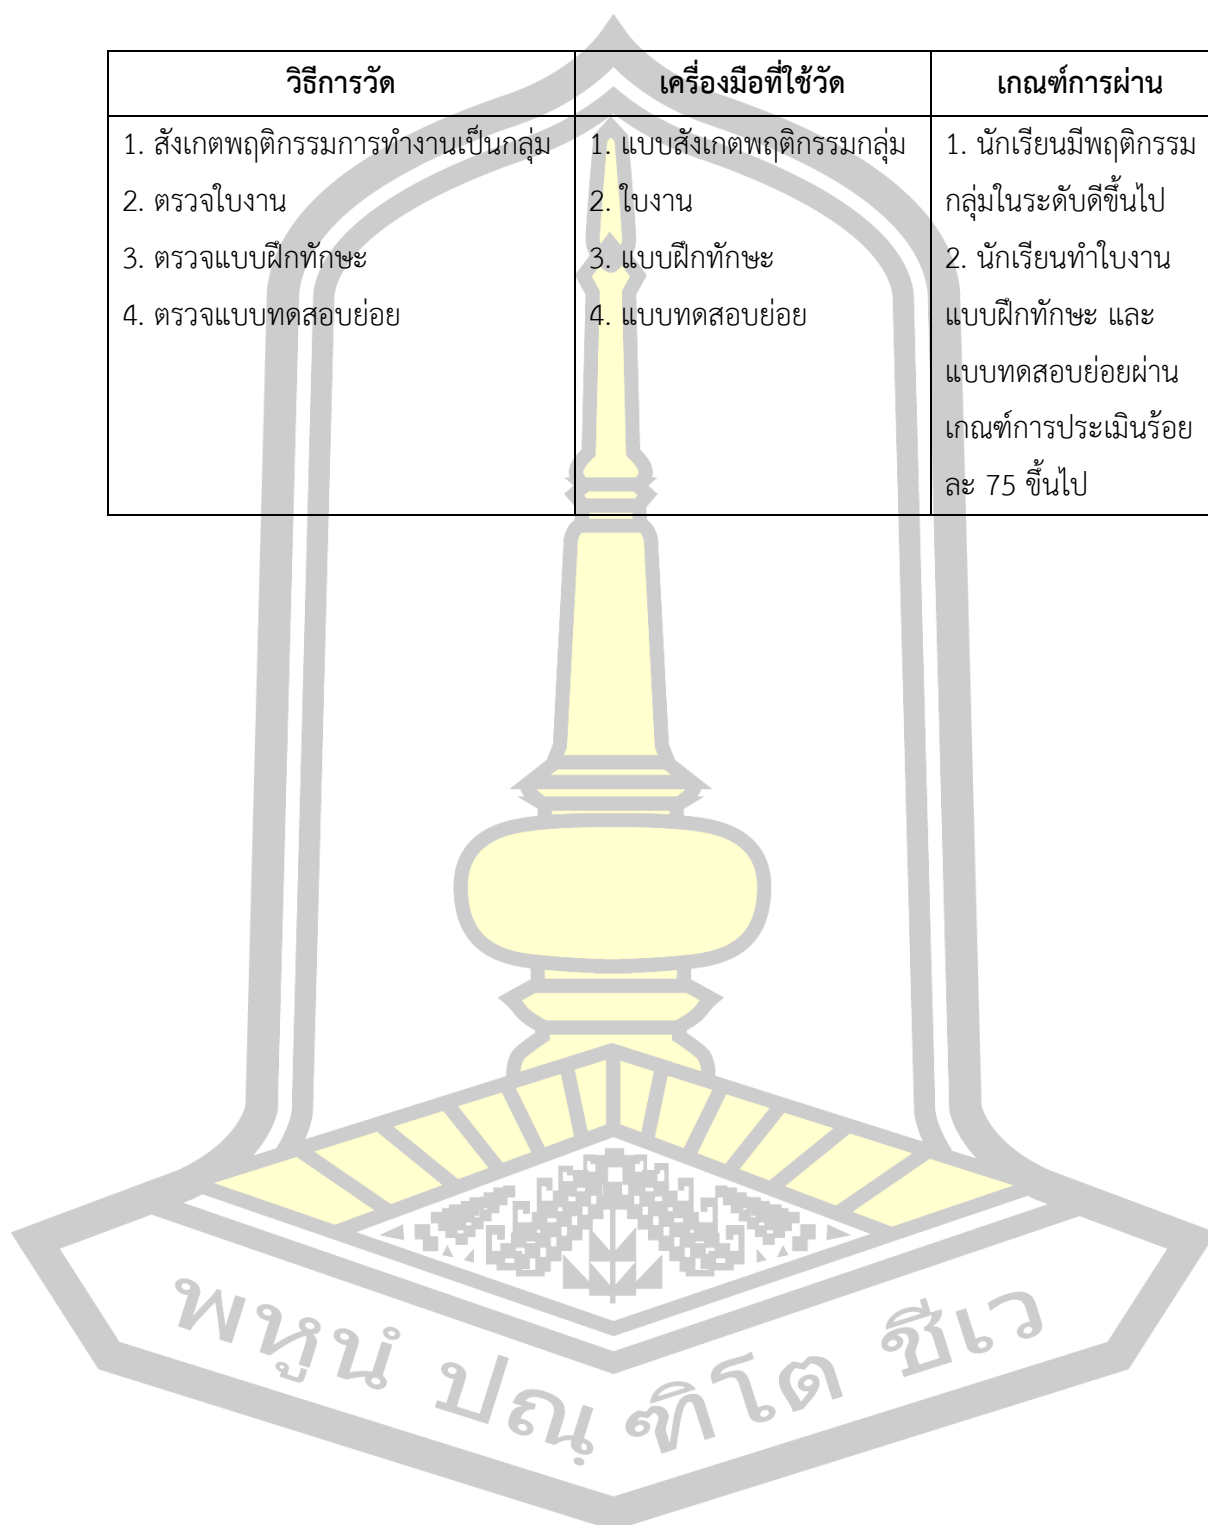 วิธีการวัด เครื่องมือที่ใช้วัด เกณฑ์การผ่าน
1. สังเกตพฤติกรรมการทำงานเป็นกลุ่ม
2. ตรวจใบงาน
3. ตรวจแบบฝึกทักษะ
4. ตรวจแบบทดสอบย่อย
1. แบบสังเกตพฤติกรรมกลุ่ม
2. ใบงาน
3. แบบฝึกทักษะ
4. แบบทดสอบย่อย
1. นักเรียนมีพฤติกรรม
กลุ่มในระดับดีขึ้นไป
2. นักเรียนทำใบงาน
แบบฝึกทักษะ และ
แบบทดสอบย่อยผ่าน
เกณฑ์การประเมินร้อย
ละ 75 ขึ้นไป
พหูนํ ปณฺฑิโต ชีเว